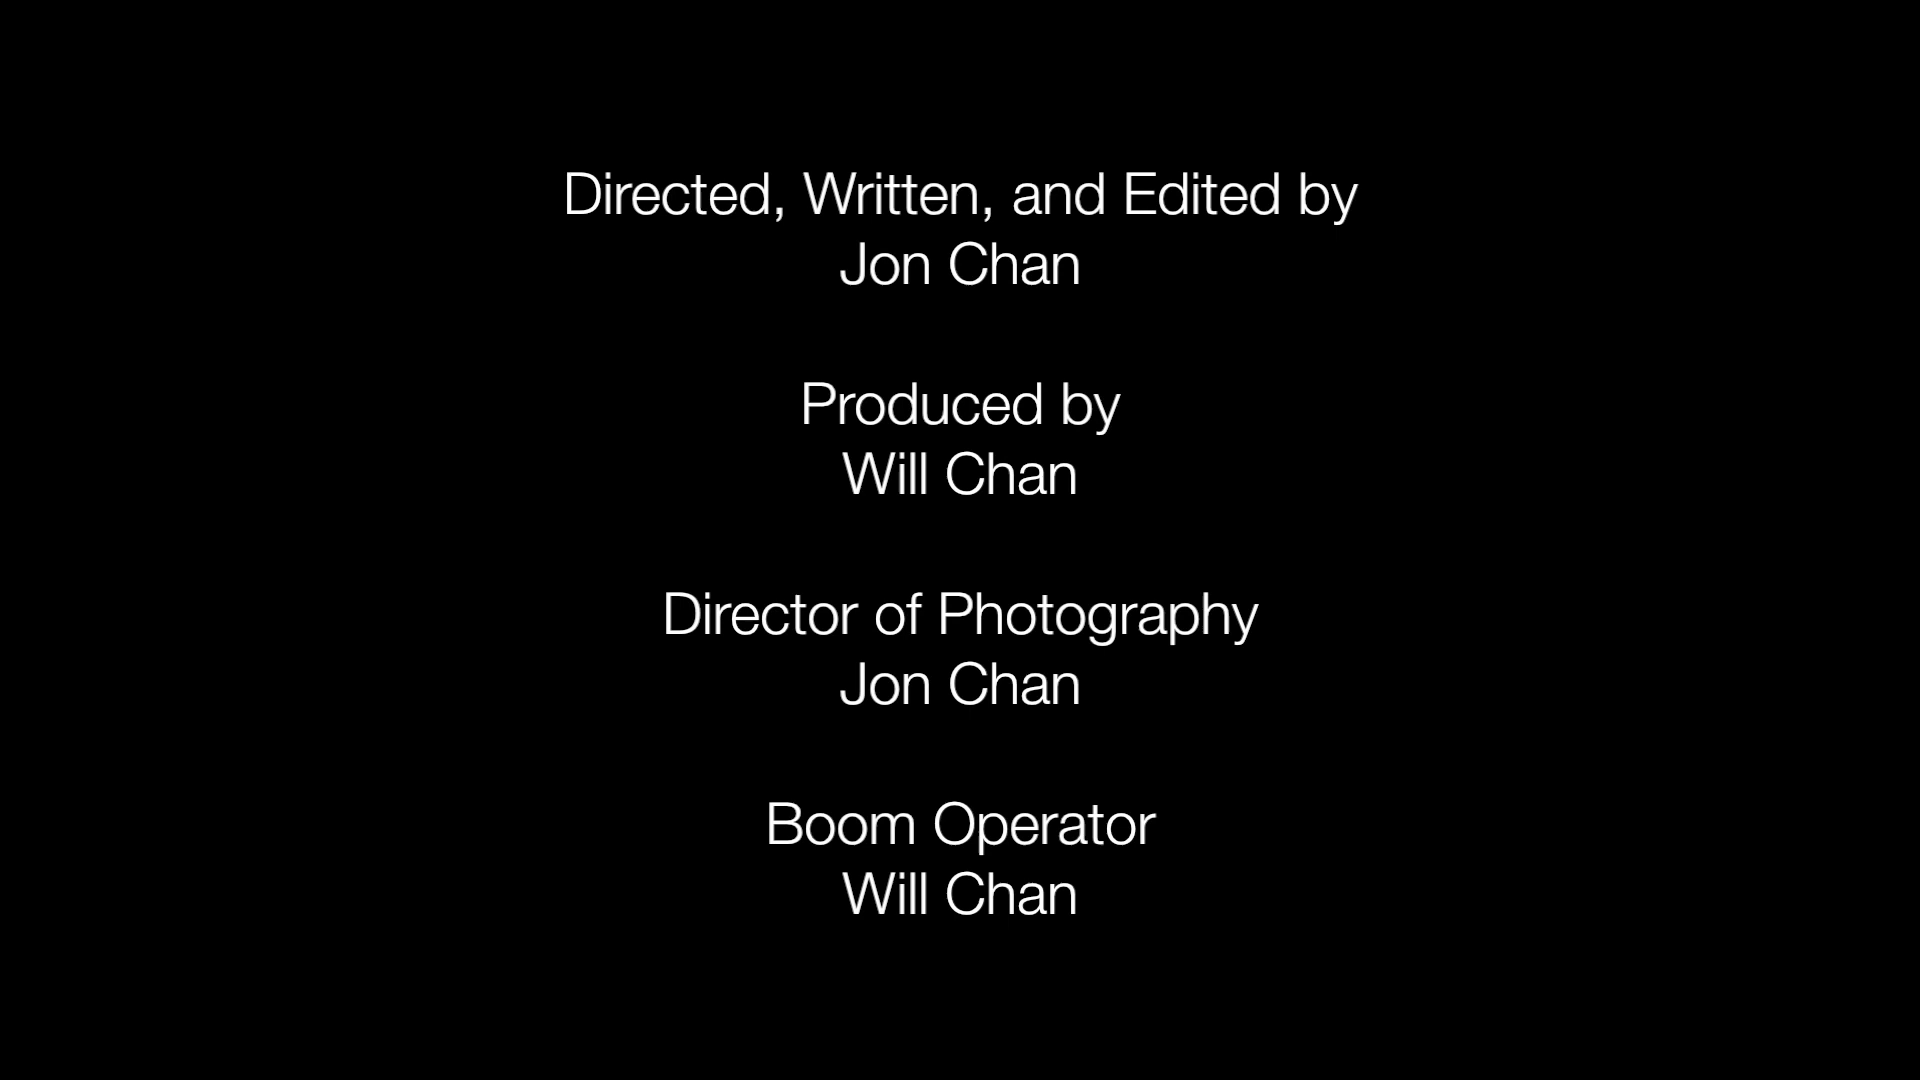 Directed, Written, and Edited by
Jon Chan
Produced by
Will Chan
Director of Photography
Jon Chan
Boom Operator
Will Chan